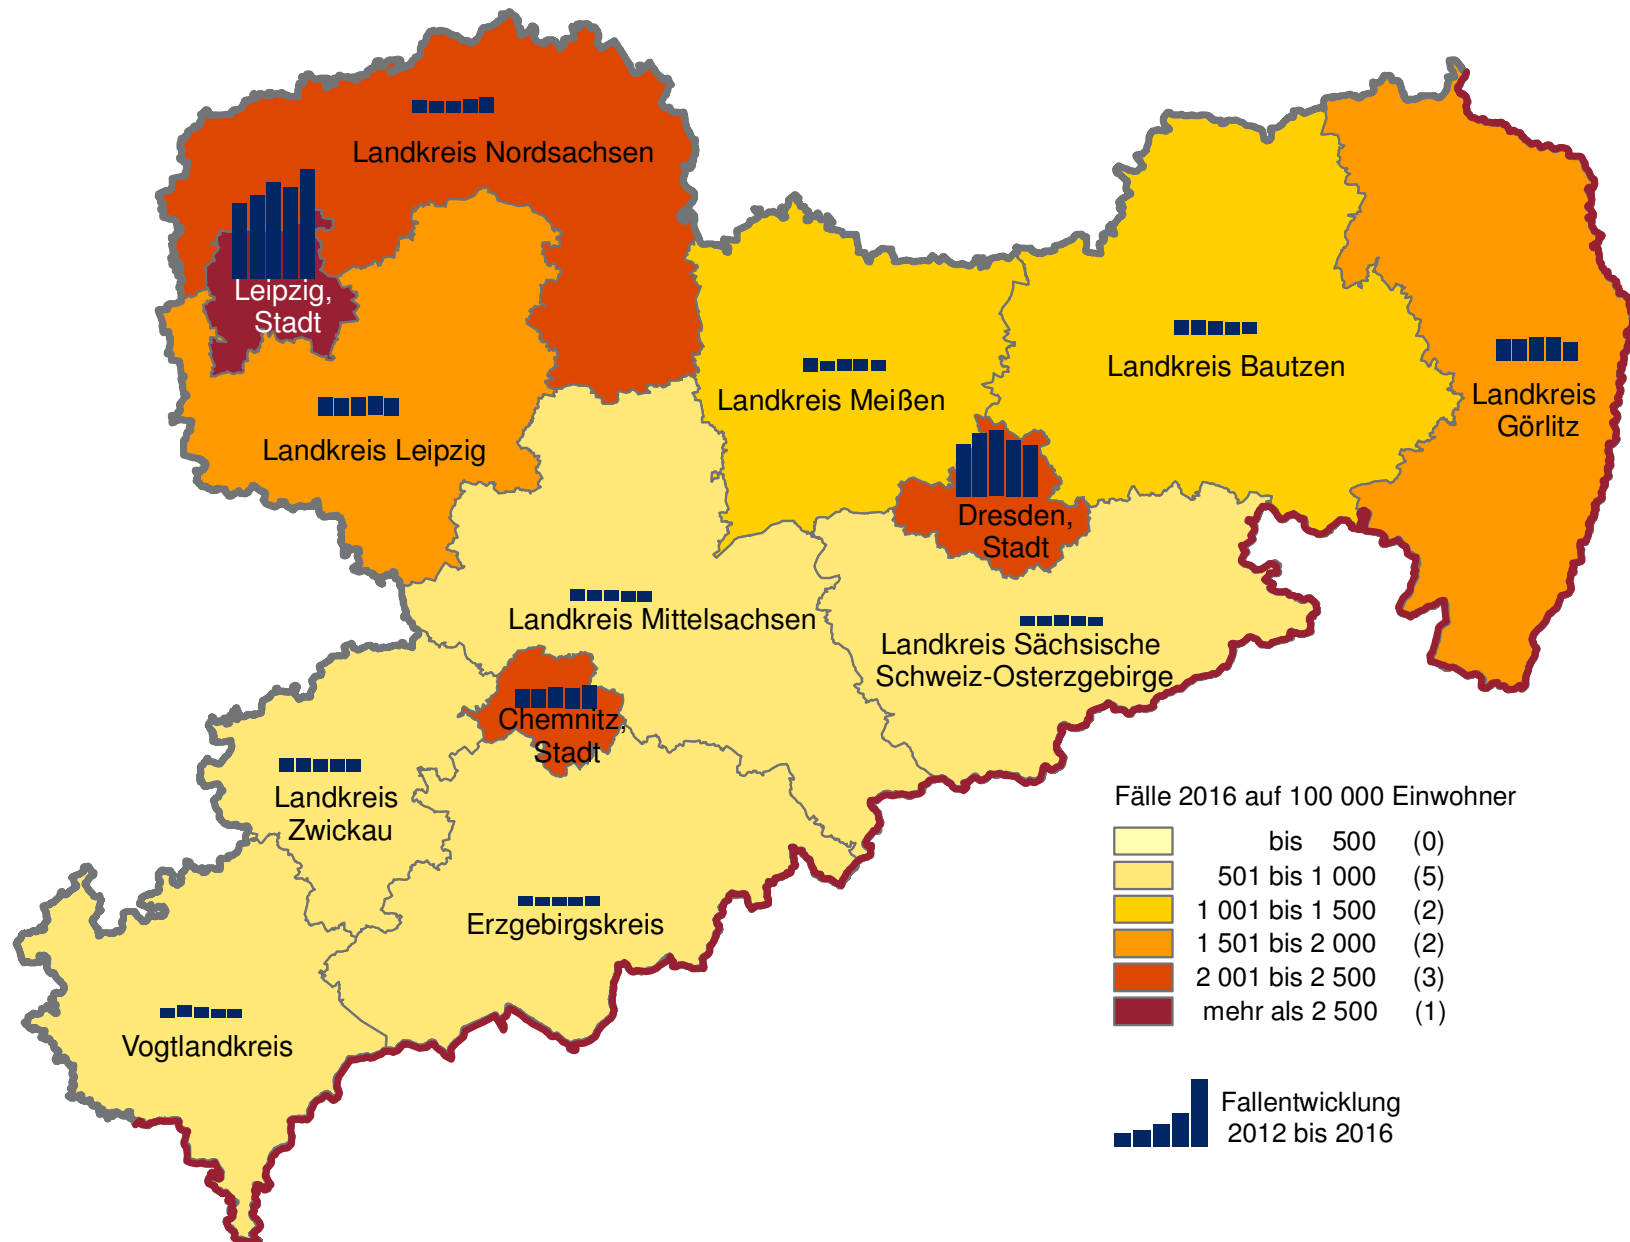 Landkreis Nordsachsen
Leipzig,
Stadt
Landkreis Leipzig
Landkreis Meißen
Landkreis Bautzen
Landkreis
Görlitz
Dresden,
Stadt
Landkreis Mittelsachsen
Landkreis Sächsische
Schweiz-Osterzgebirge
Chemnitz,
Stadt
Landkreis
Zwickau
Erzgebirgskreis
Vogtlandkreis
Fälle 2016 auf 100 000 Einwohner
bis 500 (0)
501 bis 1 000 (5)
1 001 bis 1 500 (2)
1 501 bis 2 000 (2)
2 001 bis 2 500 (3)
mehr als 2 500 (1)
Fallentwicklung
2012 bis 2016